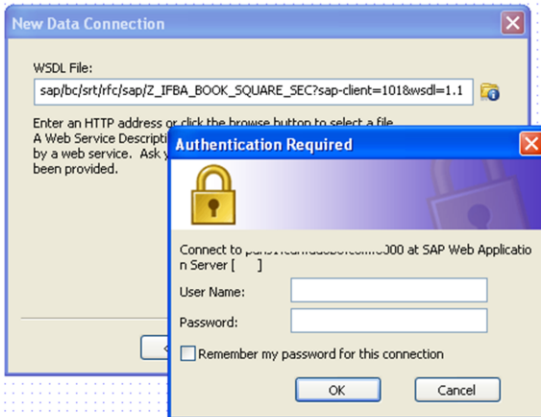 New Data Connection
WSDL File:
sap/bc/srt/rfc/sap/Z_IFBA_BOOK_SQUARE_SEC?sap-client=101&wsdl=1.1
Enter an HTTP address or click the browse button to select a file.
A Web Service Descripti
by a web service. Ask
been provided.
Authentication Required
Connect to 000 at SAP Web Applicatio
n Server [ ]
User Name:
Password:
Remember my password for this connection
OK
Cancel